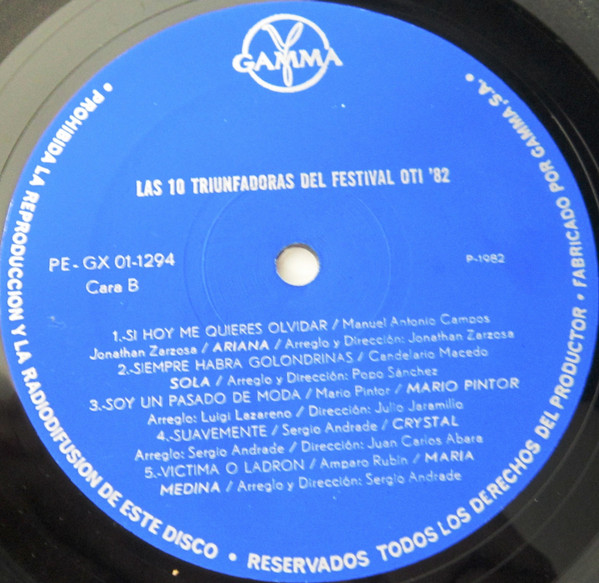 GAMMA
LAS 10 TRIUNFADORAS DEL FESTIVAL OTI '82
PE-GX 01-1294
Cara B
P-1982
1.-SI HOY ME QUIERES OLVIDAR / Manuel Antonio Campos
Jonathan Zarzosa / ARIANA / Arreglo y Dirección: Jonathan Zarzosa
2.-SIEMPRE HABRA GOLONDRINAS / Candelario Macedo
SOLA / Arreglo y Dirección: Popo Sánchez
3.-SOY UN PASADO DE MODA / Mario Pintor / MARIO PINTOR
Arreglo: Luigi Lazareno / Dirección: Julio Jaramillo
4.-SUAVEMENTE / Sergio Andrade / CRYSTAL
Arreglo: Sergio Andrade / Dirección: Juan Carlos Abara
5.-VICTIMA O LADRON / Amparo Rubín / MARIA
MEDINA / Arreglo y Dirección: Sergio Andrade
• PROHIBIDA LA REPRODUCCION Y LA RADIODIFUSION DE ESTE DISCO • RESERVADOS TODOS LOS DERECHOS DEL PRODUCTOR • FABRICADO POR GAMMA, S.A. •